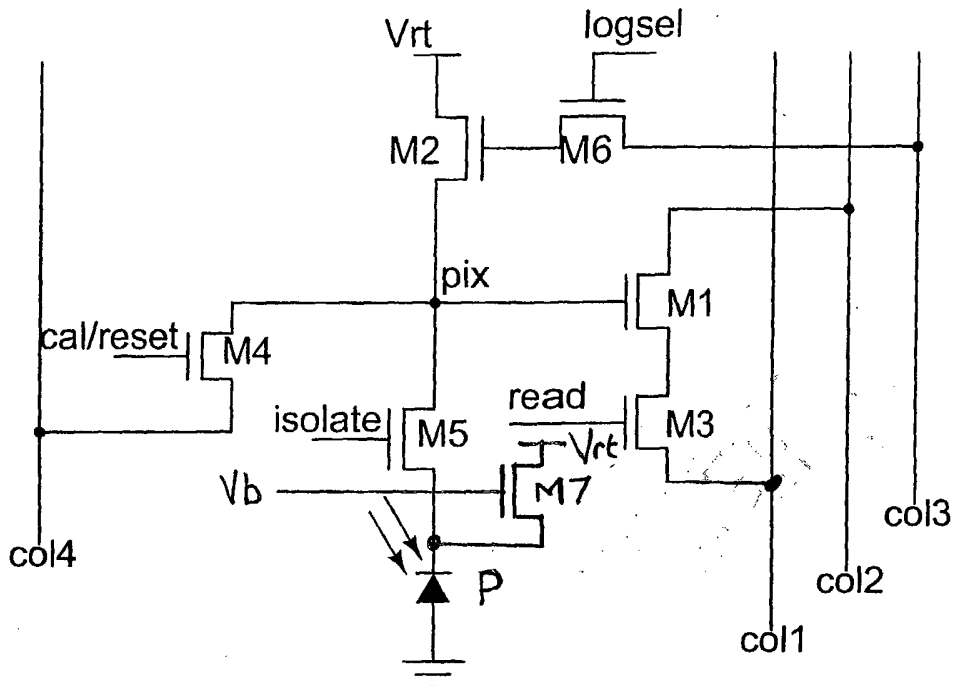 Vrt
logsel
M2
M6
pix
M1
cal/reset
M4
isolate
M5
read
M3
Vrt
Vb
M7
col4
P
col3
col2
col1